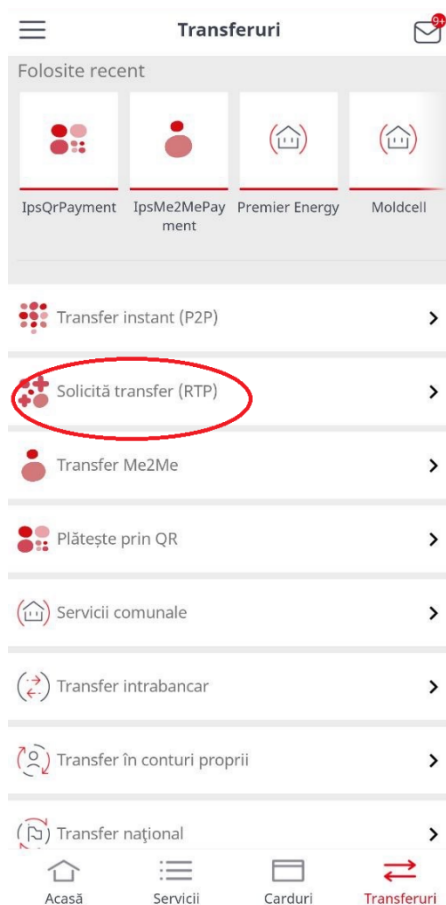 Transferuri
9+
Folosite recent
IpsQrPayment
IpsMe2MePay
ment
Premier Energy
Moldcell
Transfer instant (P2P)
Solicită transfer (RTP)
Transfer Me2Me
Plătește prin QR
Servicii comunale
Transfer intrabancar
Transfer în conturi proprii
Transfer naţional
Acasă
Servicii
Carduri
Transferuri